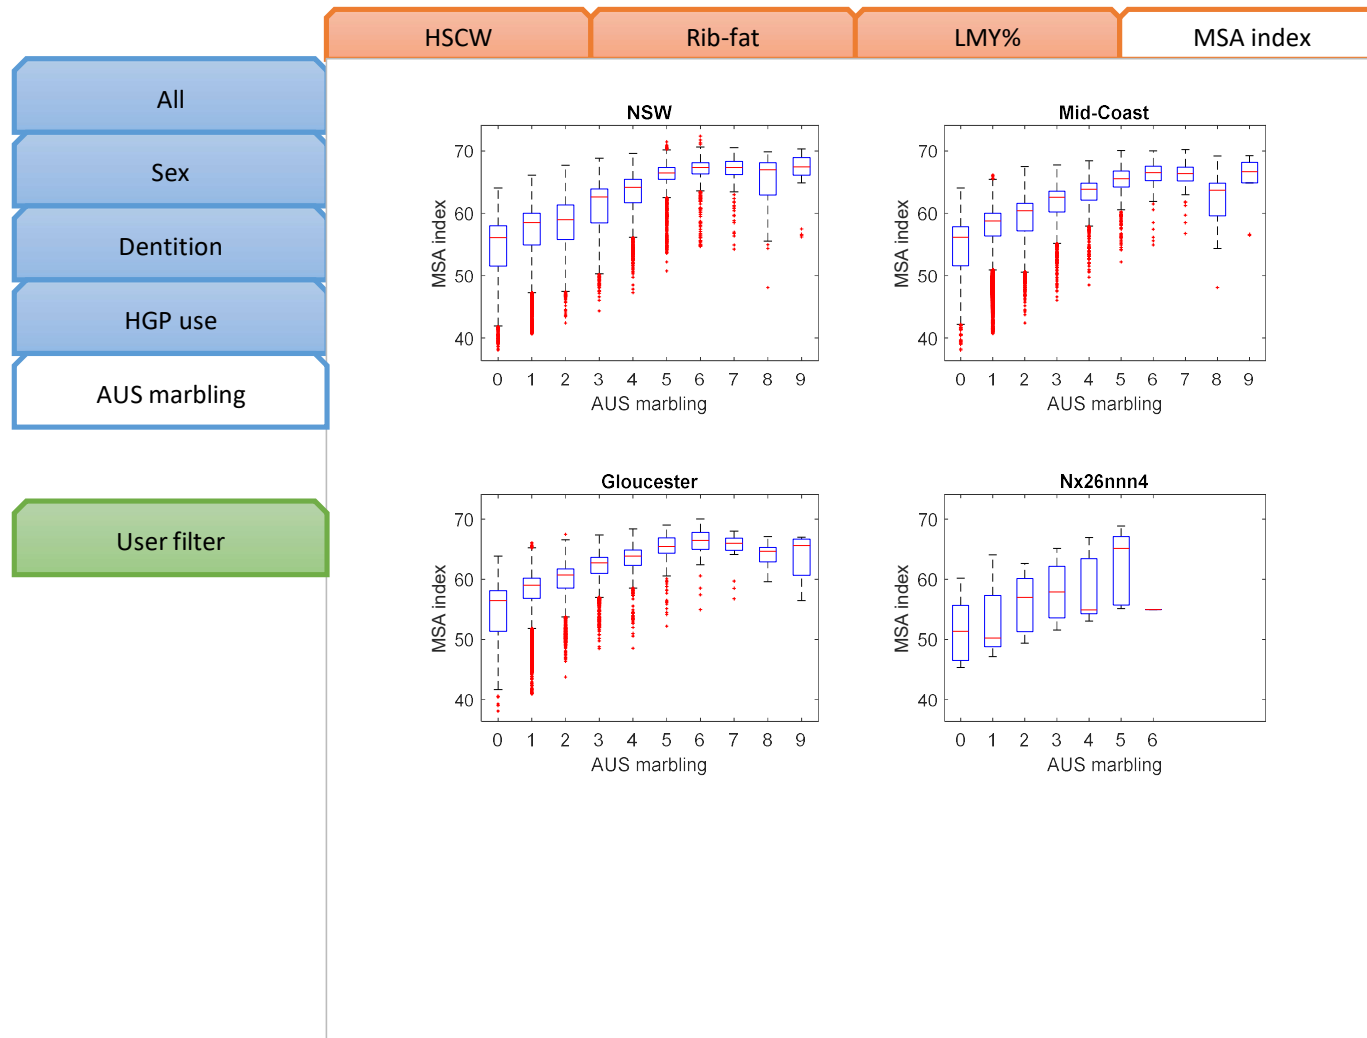 HSCW Rib-fat LMY% MSA index
All
Sex
Dentition
HGP use
AUS marbling
User filter
NSW
MSA index
70
60
50
40
0 1 2 3 4 5 6 7 8 9
AUS marbling
Mid-Coast
MSA index
70
60
50
40
0 1 2 3 4 5 6 7 8 9
AUS marbling
Gloucester
MSA index
70
60
50
40
0 1 2 3 4 5 6 7 8 9
AUS marbling
Nx26nnn4
MSA index
70
60
50
40
0 1 2 3 4 5 6
AUS marbling